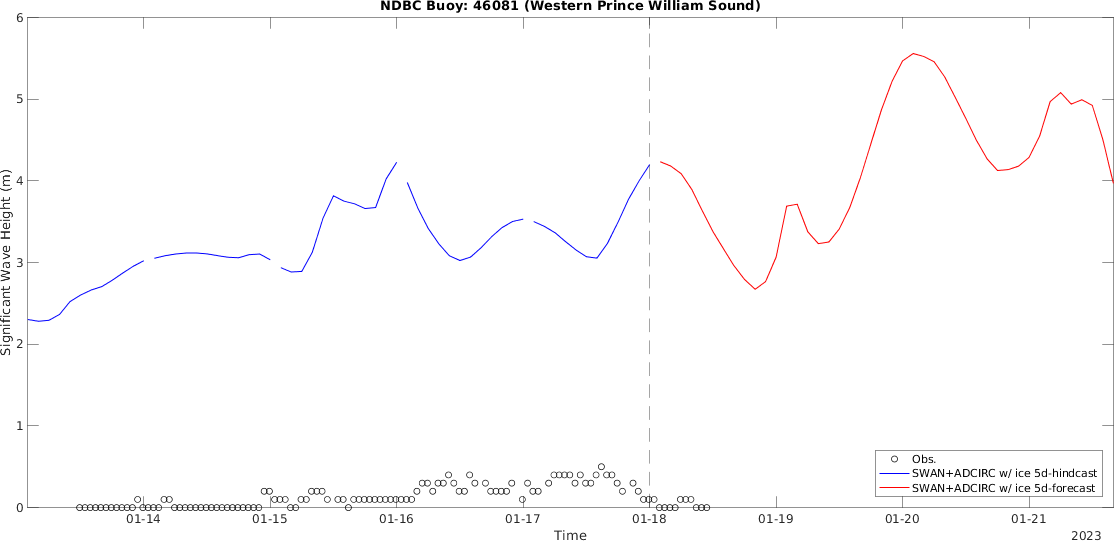 NDBC Buoy: 46081 (Western Prince William Sound)
6
5
4
3
2
1
0
Significant Wave Height (m)
01-14 01-15 01-16 01-17 01-18 01-19 01-20 01-21
Time
2023
Obs.
SWAN+ADCIRC w/ ice 5d-hindcast
SWAN+ADCIRC w/ ice 5d-forecast